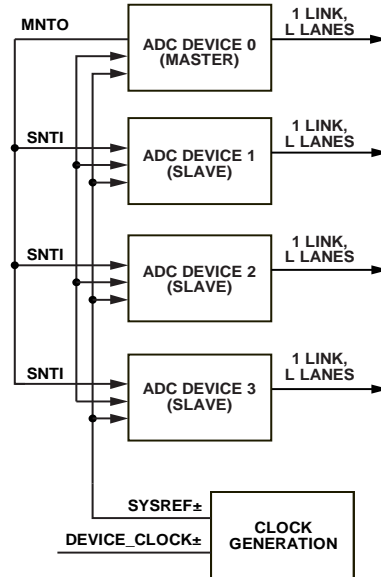 MNTO
ADC DEVICE 0
(MASTER)
1 LINK,
L LANES
SNTI
ADC DEVICE 1
(SLAVE)
1 LINK,
L LANES
SNTI
ADC DEVICE 2
(SLAVE)
1 LINK,
L LANES
SNTI
ADC DEVICE 3
(SLAVE)
1 LINK,
L LANES
SYSREF±
DEVICE_CLOCK±
CLOCK
GENERATION